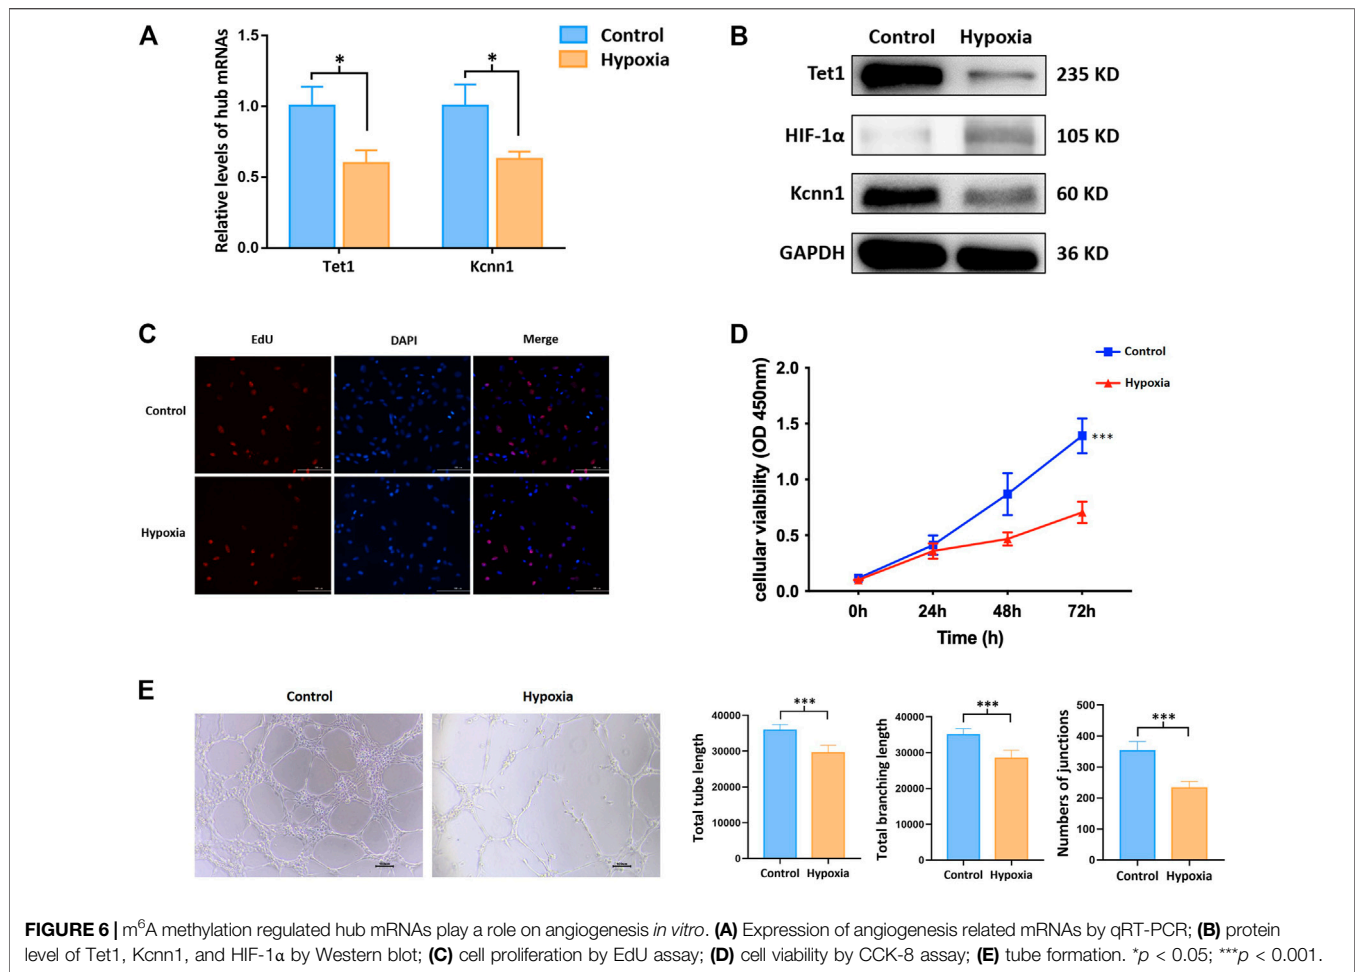 A
Relative levels of hub mRNAs
1.5
1.0
0.5
0.0
*
*
Tet1
Kcnn1
Control
Hypoxia
B
Control Hypoxia
Tet1 235 KD
HIF-1α 105 KD
Kcnn1 60 KD
GAPDH 36 KD
C
EdU DAPI Merge
Control
Hypoxia
D
Control
Hypoxia
cellular vialbility (OD 450nm)
2.0
1.5
1.0
0.5
0.0
***
0h 24h 48h 72h
Time (h)
E
Control Hypoxia
Total tube length
40000
30000
20000
10000
0
***
Control Hypoxia
Total branching length
40000
30000
20000
10000
0
***
Control Hypoxia
Numbers of junctions
500
400
300
200
100
0
***
Control Hypoxia
FIGURE 6 | m⁶A methylation regulated hub mRNAs play a role on angiogenesis in vitro. (A) Expression of angiogenesis related mRNAs by qRT-PCR; (B) protein
level of Tet1, Kcnn1, and HIF-1α by Western blot; (C) cell proliferation by EdU assay; (D) cell viability by CCK-8 assay; (E) tube formation. *p < 0.05; ***p < 0.001.